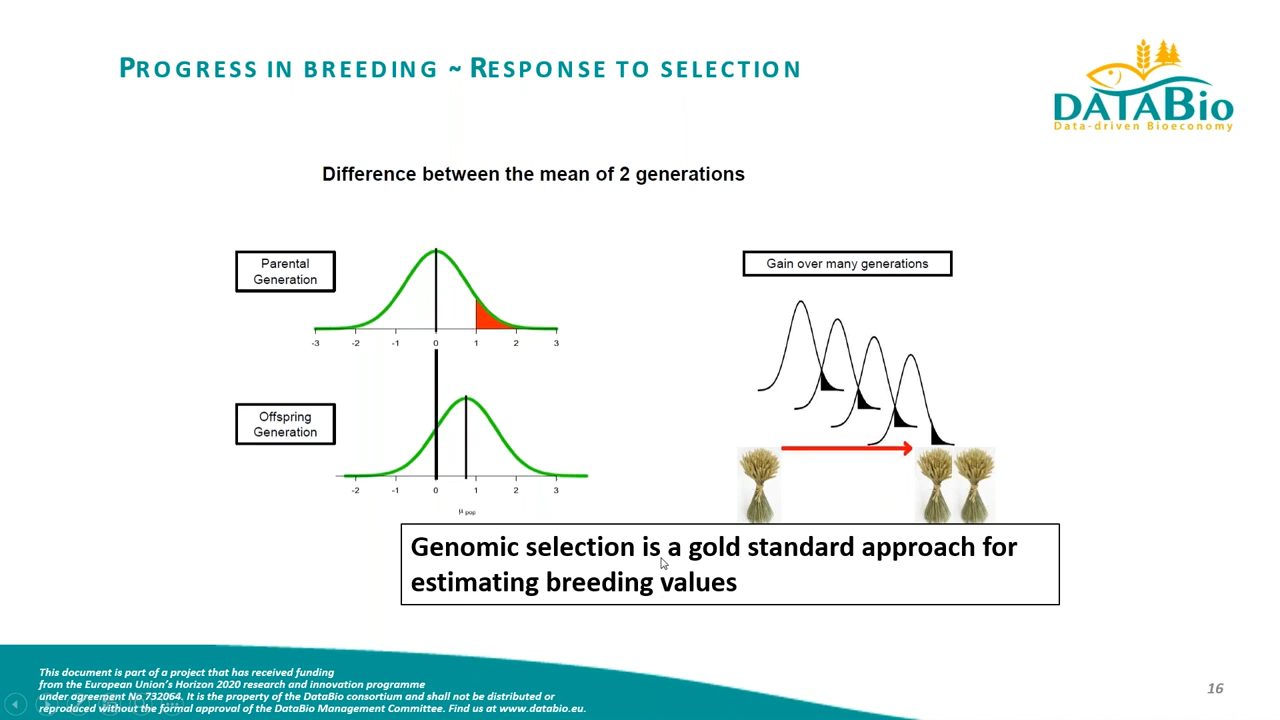 PROGRESS IN BREEDING ~ RESPONSE TO SELECTION
DATABio
Data-driven Bioeconomy
Difference between the mean of 2 generations
Parental
Generation
-3 -2 -1 0 1 2 3
Offspring
Generation
-2 -1 0 1 2 3
μ pop
Gain over many generations
Genomic selection is a gold standard approach for
estimating breeding values
This document is part of a project that has received funding
from the European Union's Horizon 2020 research and innovation programme
under agreement No 732064. It is the property of the DataBio consortium and shall not be distributed or
reproduced without the formal approval of the DataBio Management Committee. Find us at www.databio.eu.
16